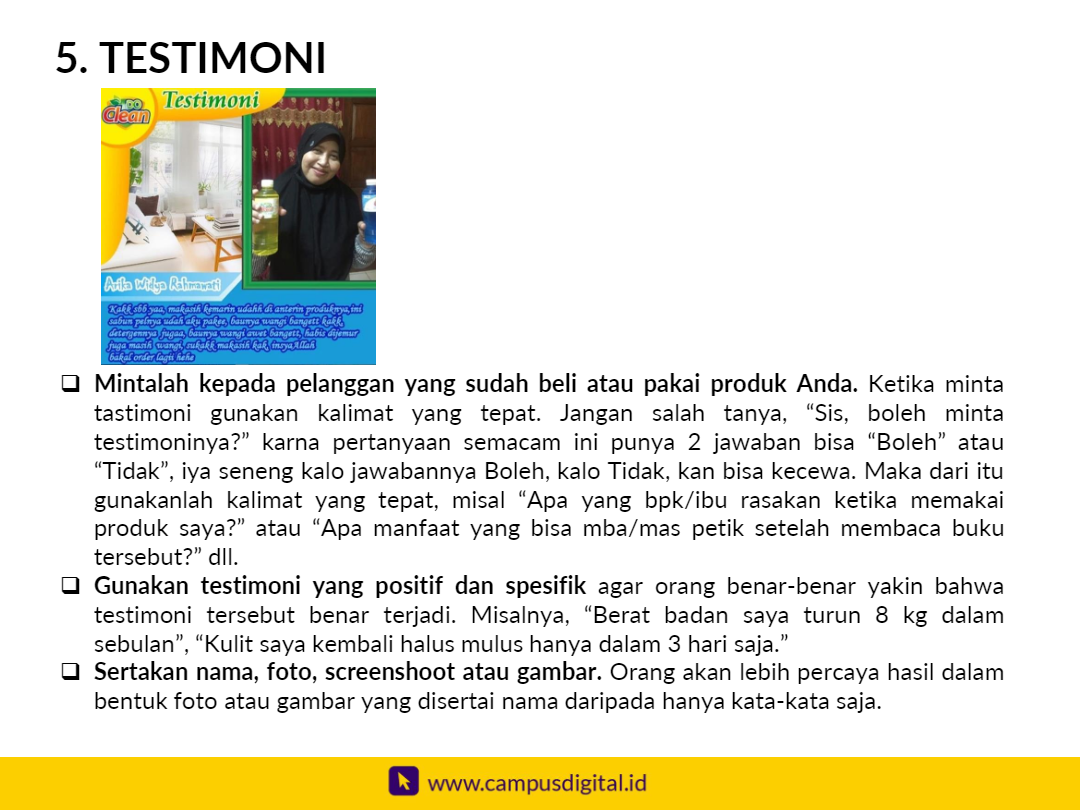 5. TESTIMONI
Testimoni
Clean
Arifa Widya Rahmawati
Kakk sbb yaa, makasih kemarin udahh di anterin produknya,ini
sabun pelnya udah aku pakee, baunya wangi bangett kakk,
detergennya jugaa, baunya wangi awet bangett, habis dijemur
juga masih wangi, sukakk makasih kak, insyaAllah
bakal order lagii hehe
❑ Mintalah kepada pelanggan yang sudah beli atau pakai produk Anda. Ketika minta
tastimoni gunakan kalimat yang tepat. Jangan salah tanya, “Sis, boleh minta
testimoninya?” karna pertanyaan semacam ini punya 2 jawaban bisa “Boleh” atau
“Tidak”, iya seneng kalo jawabannya Boleh, kalo Tidak, kan bisa kecewa. Maka dari itu
gunakanlah kalimat yang tepat, misal “Apa yang bpk/ibu rasakan ketika memakai
produk saya?” atau “Apa manfaat yang bisa mba/mas petik setelah membaca buku
tersebut?” dll.
❑ Gunakan testimoni yang positif dan spesifik agar orang benar-benar yakin bahwa
testimoni tersebut benar terjadi. Misalnya, “Berat badan saya turun 8 kg dalam
sebulan”, “Kulit saya kembali halus mulus hanya dalam 3 hari saja.”
❑ Sertakan nama, foto, screenshoot atau gambar. Orang akan lebih percaya hasil dalam
bentuk foto atau gambar yang disertai nama daripada hanya kata-kata saja.
www.campusdigital.id